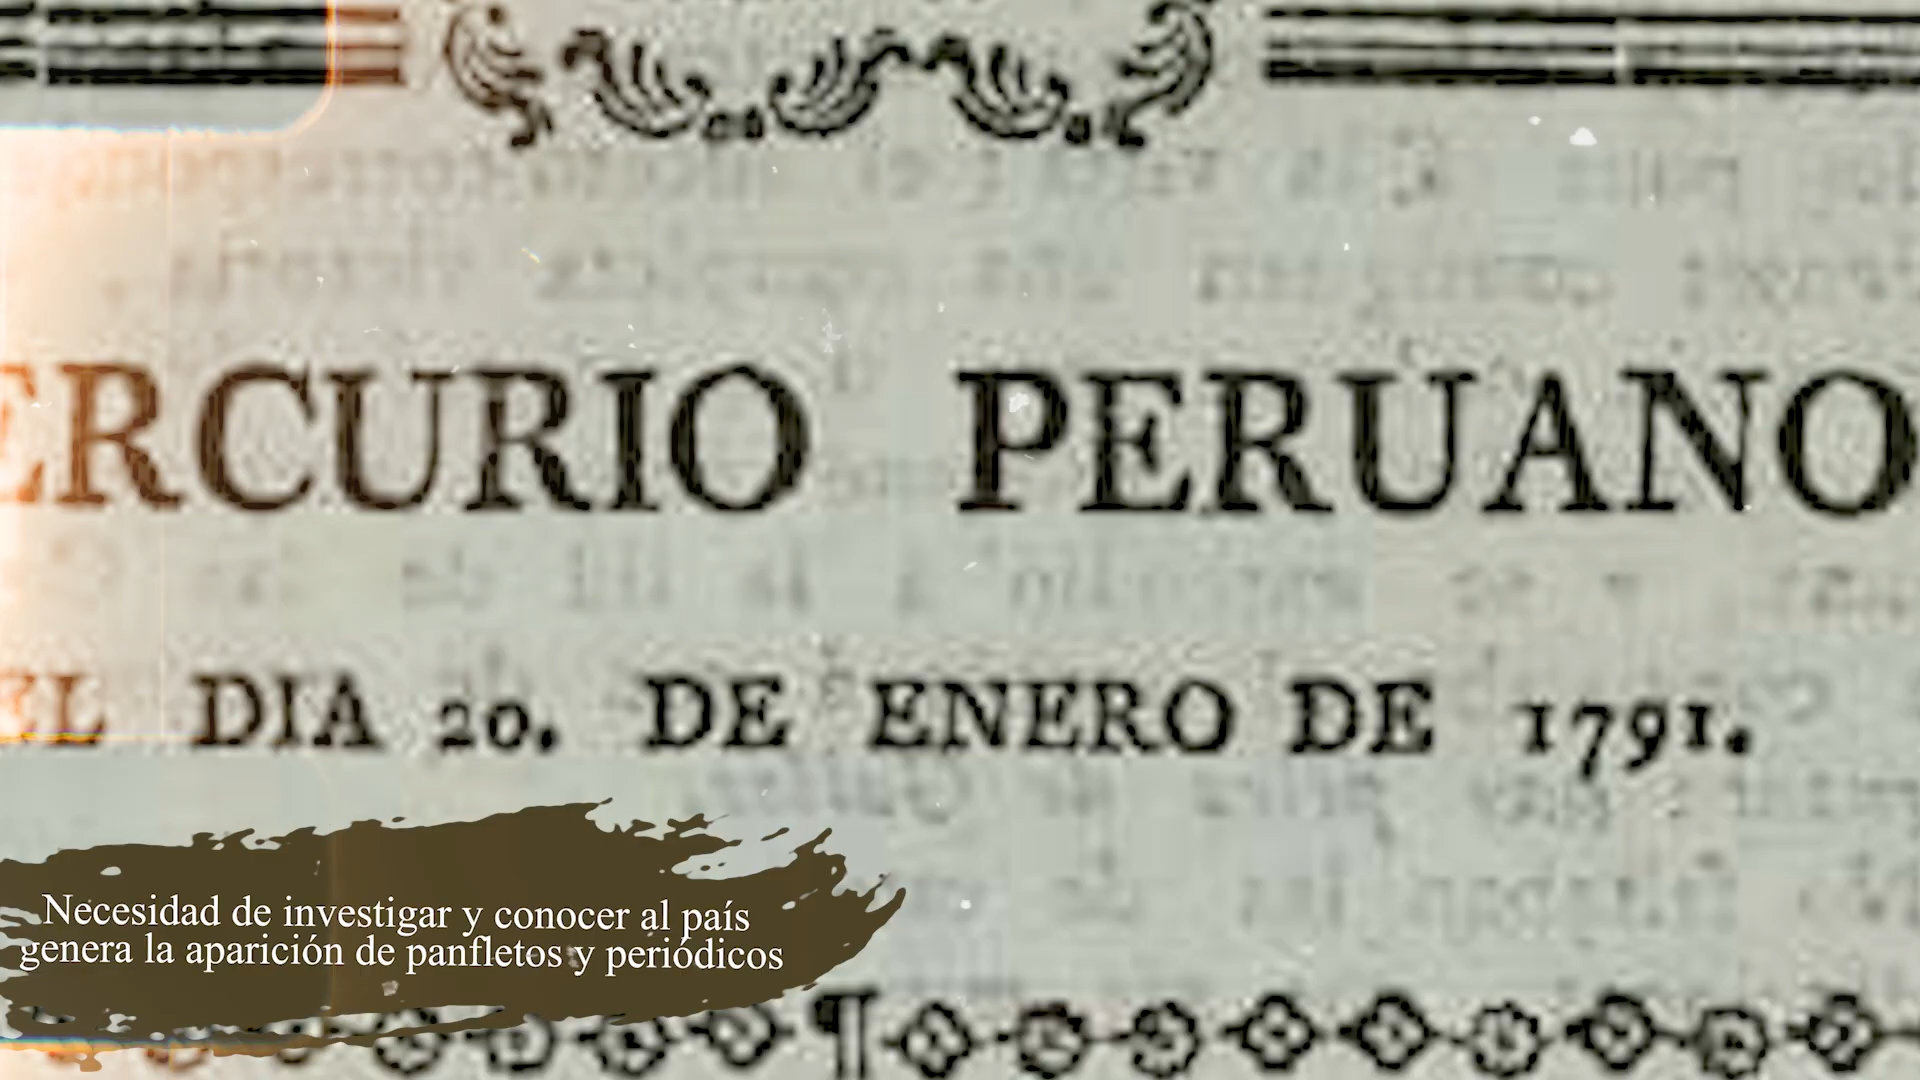 ERCURIO PERUANO
EL DIA 20. DE ENERO DE 1791.
Necesidad de investigar y conocer al país
genera la aparición de panfletos y periódicos